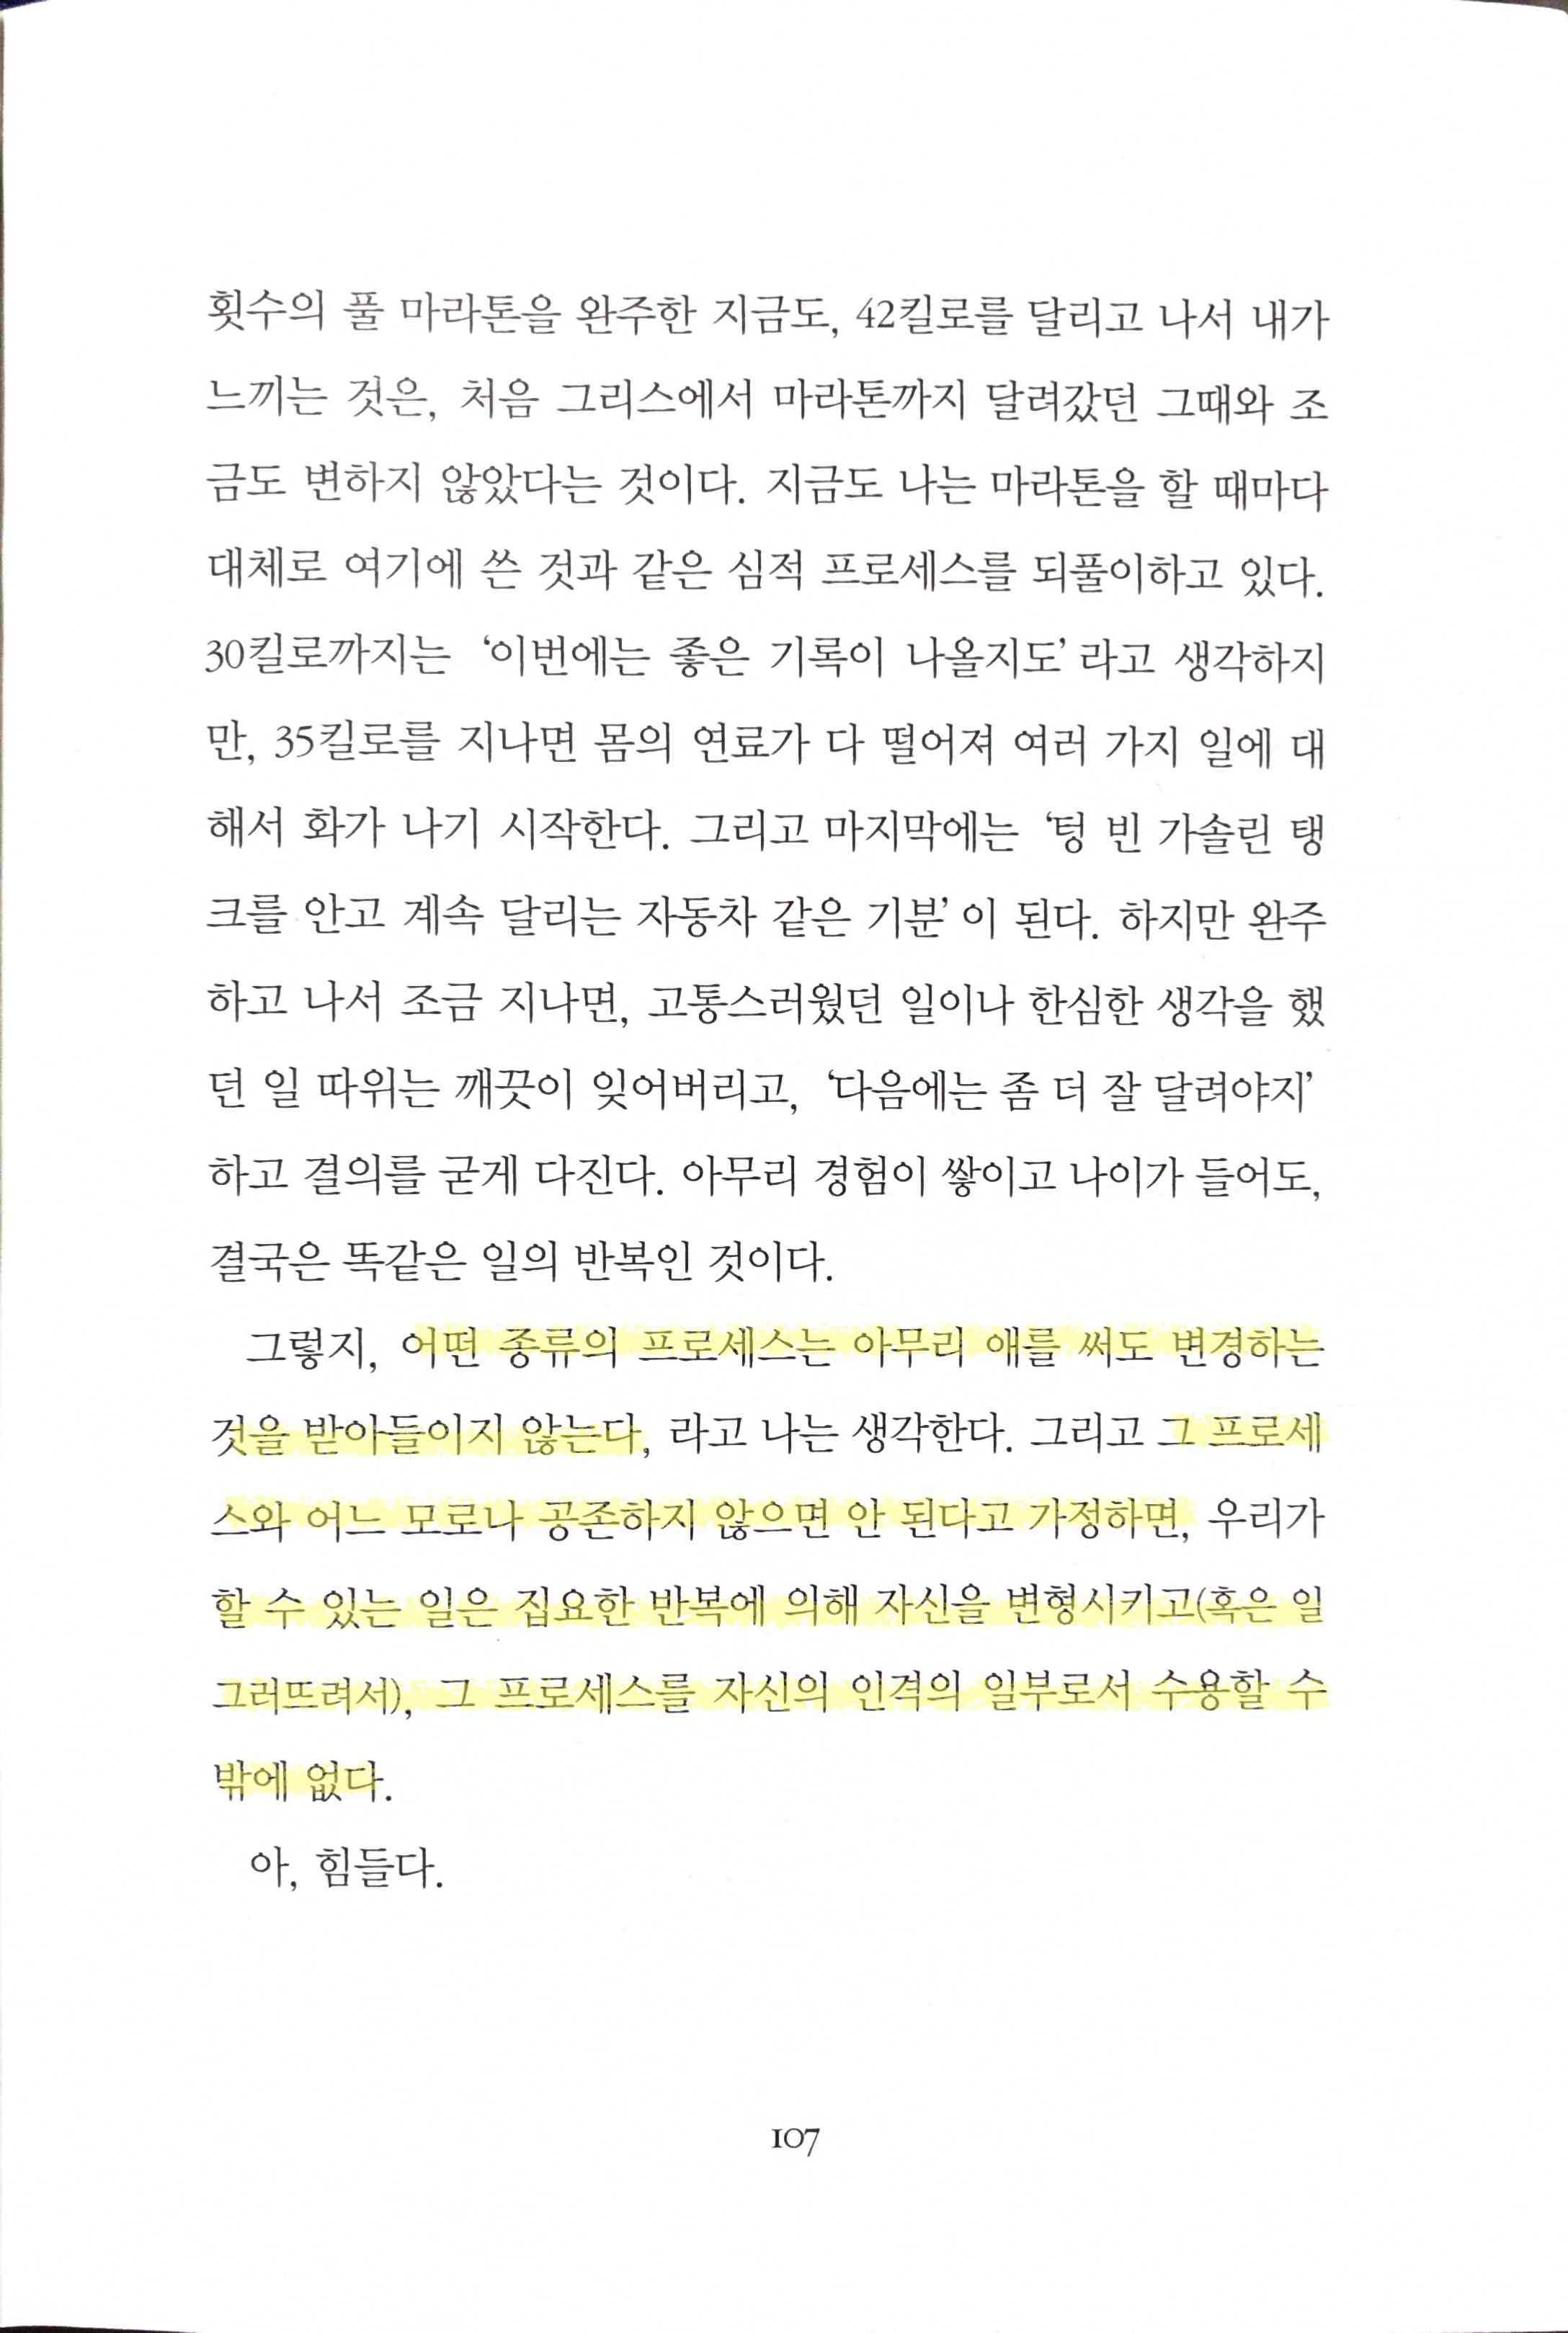 횟수의 풀 마라톤을 완주한 지금도, 42킬로를 달리고 나서 내가
느끼는 것은, 처음 그리스에서 마라톤까지 달려갔던 그때와 조
금도 변하지 않았다는 것이다. 지금도 나는 마라톤을 할 때마다
대체로 여기에 쓴 것과 같은 심적 프로세스를 되풀이하고 있다.
30킬로까지는 ‘이번에는 좋은 기록이 나올지도’라고 생각하지
만, 35킬로를 지나면 몸의 연료가 다 떨어져 여러 가지 일에 대
해서 화가 나기 시작한다. 그리고 마지막에는 ‘텅 빈 가솔린 탱
크를 안고 계속 달리는 자동차 같은 기분’이 된다. 하지만 완주
하고 나서 조금 지나면, 고통스러웠던 일이나 한심한 생각을 했
던 일 따위는 깨끗이 잊어버리고, ‘다음에는 좀 더 잘 달려야지’
하고 결의를 굳게 다진다. 아무리 경험이 쌓이고 나이가 들어도,
결국은 똑같은 일의 반복인 것이다.
그렇지, 어떤 종류의 프로세스는 아무리 애를 써도 변경하는
것을 받아들이지 않는다, 라고 나는 생각한다. 그리고 그 프로세
스와 어느 모로나 공존하지 않으면 안 된다고 가정하면, 우리가
할 수 있는 일은 집요한 반복에 의해 자신을 변형시키고(혹은 일
그러뜨려서), 그 프로세스를 자신의 인격의 일부로서 수용할 수
밖에 없다.
아, 힘들다.
107